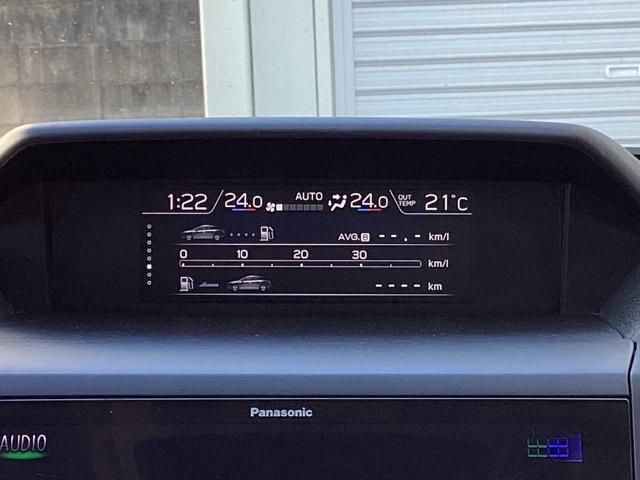 1:22 24.0 AUTO 24.0 OUT TEMP 21°C
AVG. B --.- km/l
0 10 20 30 km/l
---- km
Panasonic
AUDIO